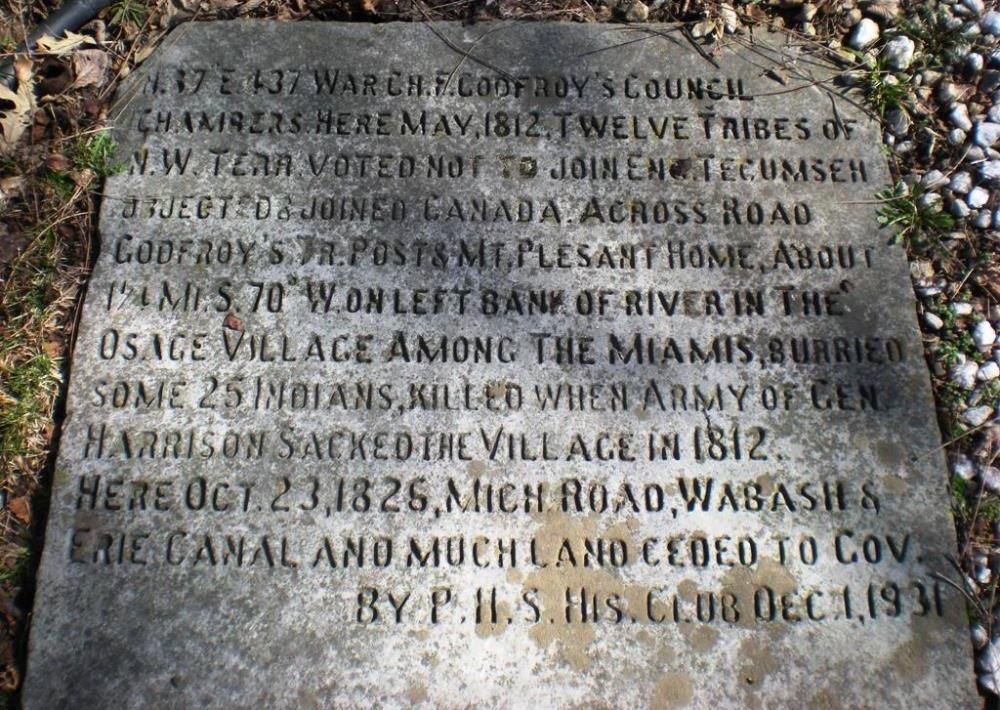 N. 37° E. 437 WAR CH. F. GODFROY'S COUNCIL
CHAMBERS. HERE MAY, 1812, TWELVE TRIBES OF
N.W. TERR. VOTED NOT TO JOIN ENG. TECUMSEH
OBJECTED & JOINED CANADA. ACROSS ROAD
GODFROY'S TR. POST & MT. PLESANT HOME, ABOUT
MI. S. 70° W. ON LEFT BANK OF RIVER IN THE
OSAGE VILLAGE AMONG THE MIAMIS, BURRIED
SOME 25 INDIANS, KILLED WHEN ARMY OF GEN.
HARRISON SACKED THE VILLAGE IN 1812.
HERE OCT. 23, 1826, MICH. ROAD, WABASH &
ERIE CANAL AND MUCH LAND CEDED TO GOV.
BY P. H. S. HIS. CLUB DEC. 1, 1931